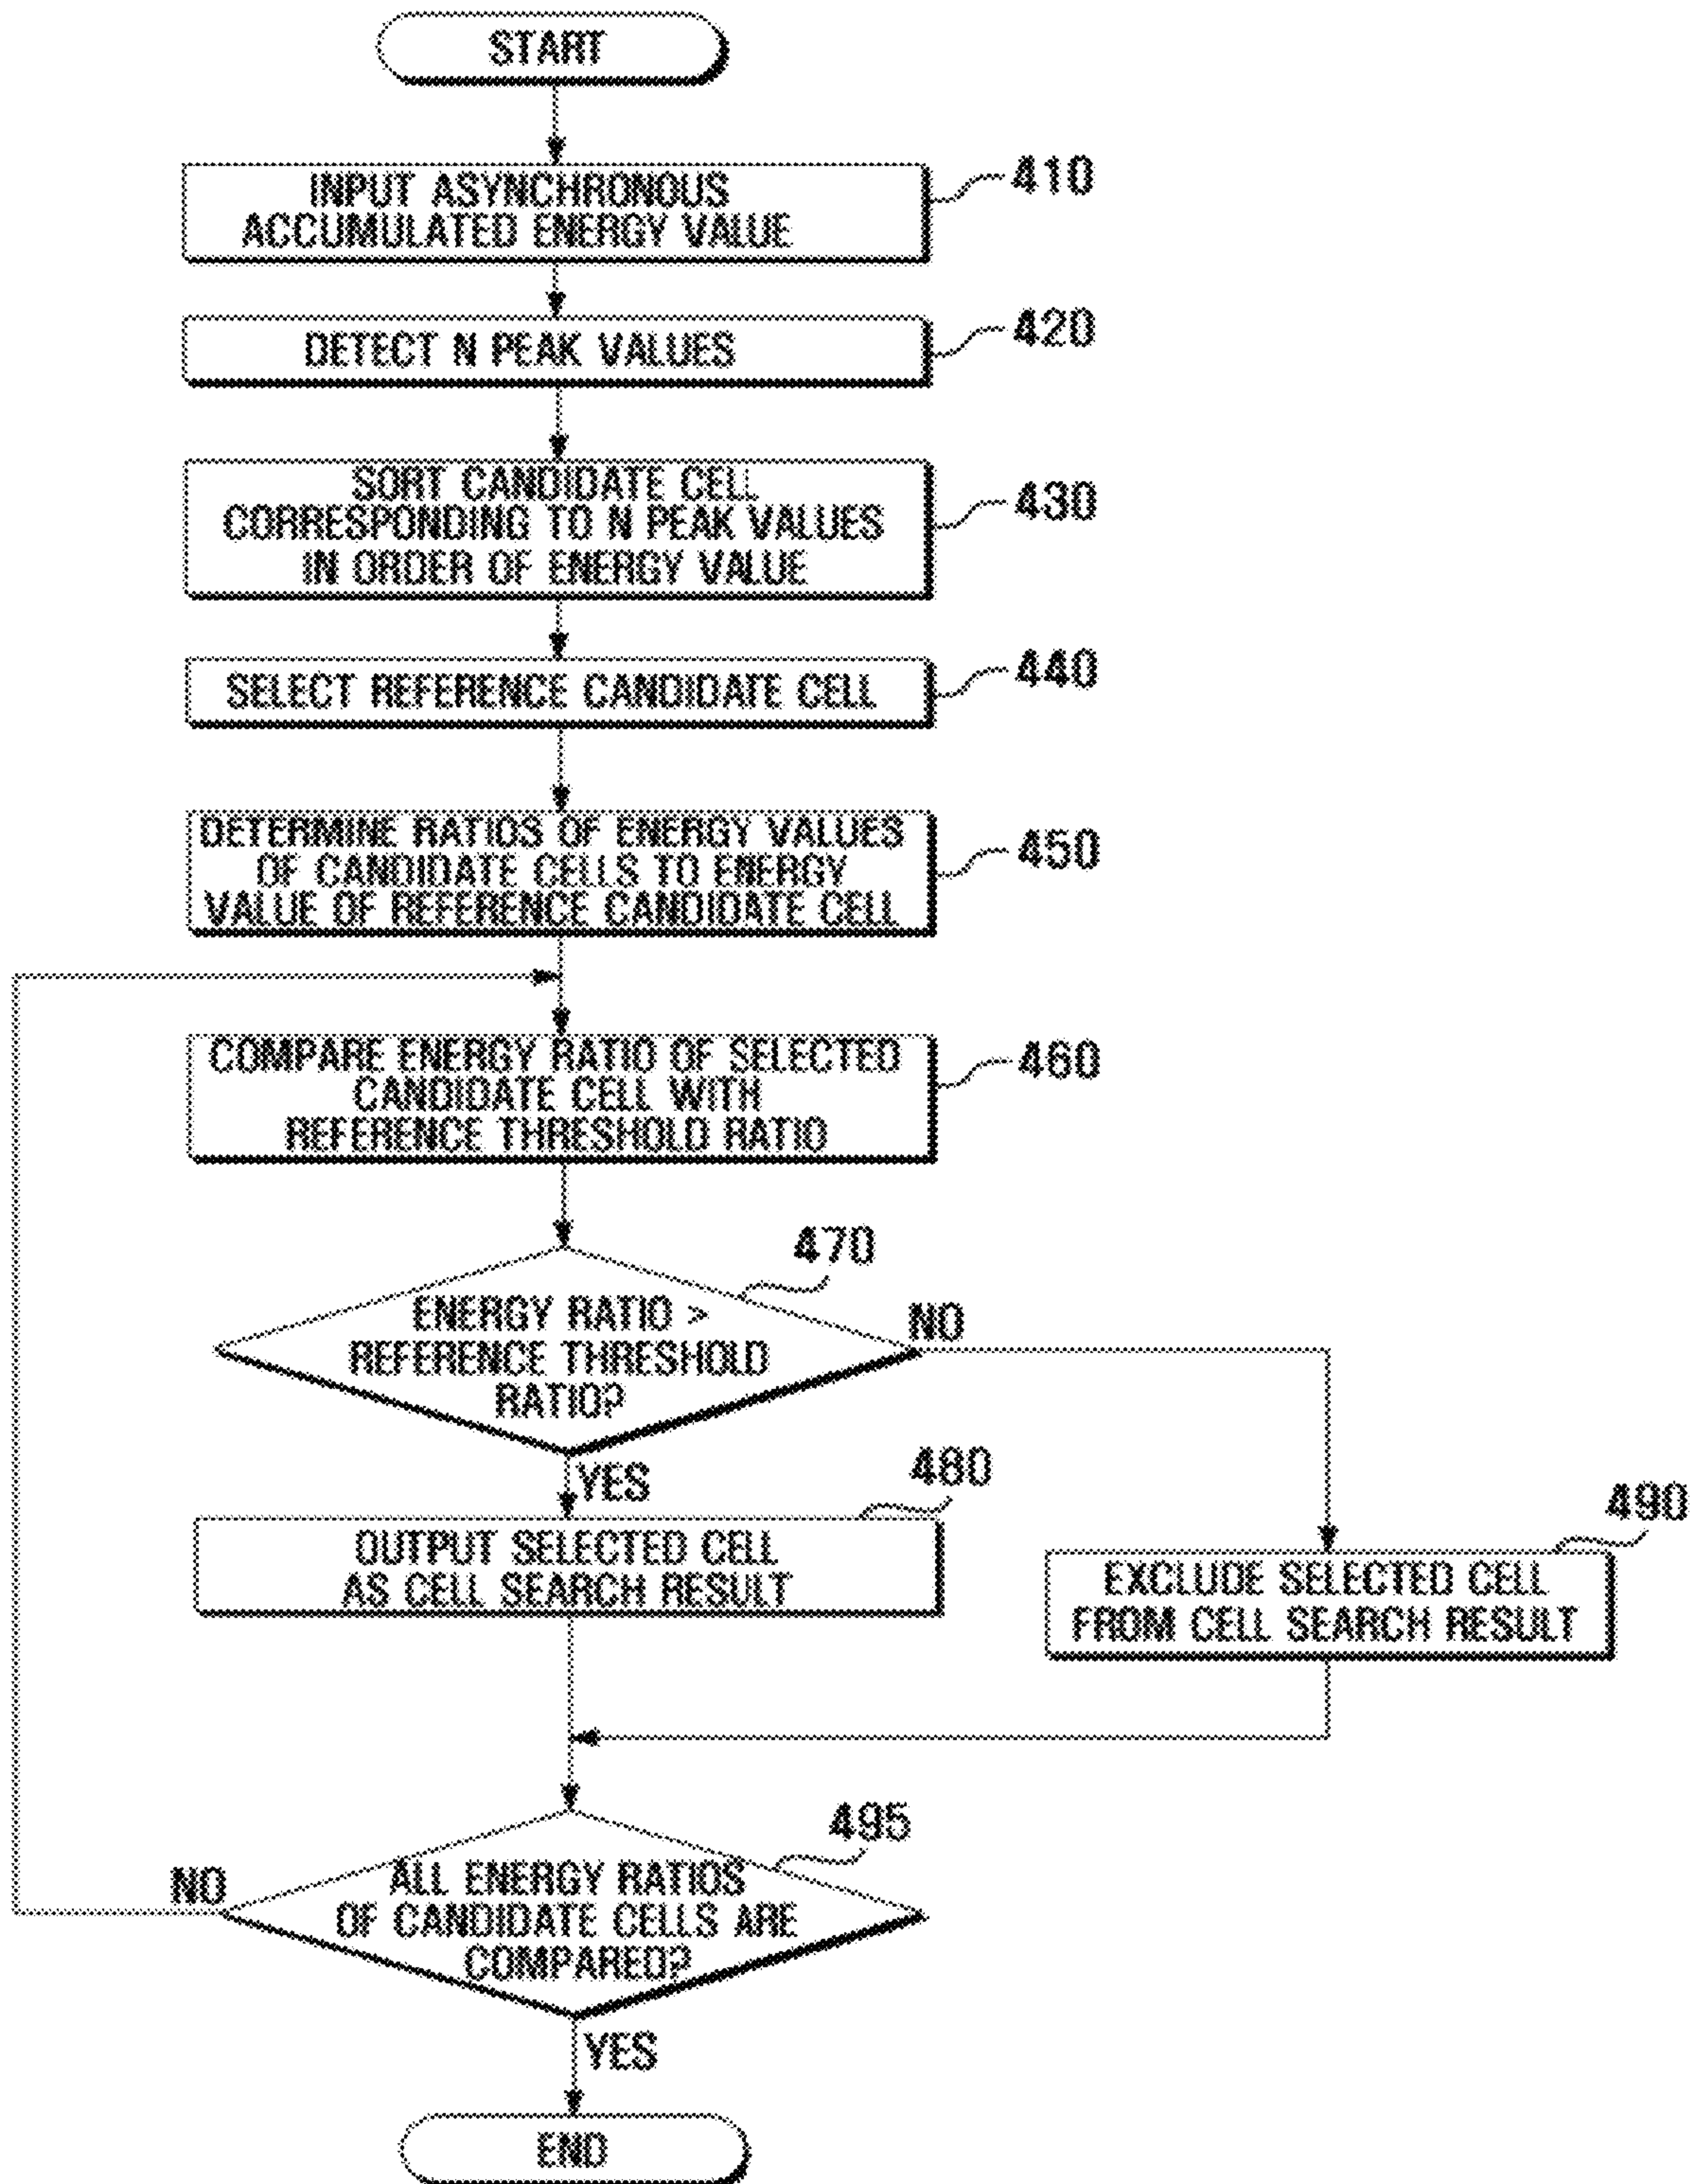 START
INPUT ASYNCHRONOUS
ACCUMULATED ENERGY VALUE
410
DETECT N PEAK VALUES
420
SORT CANDIDATE CELL
CORRESPONDING TO N PEAK VALUES
IN ORDER OF ENERGY VALUE
430
SELECT REFERENCE CANDIDATE CELL
440
DETERMINE RATIOS OF ENERGY VALUES
OF CANDIDATE CELLS TO ENERGY
VALUE OF REFERENCE CANDIDATE CELL
450
COMPARE ENERGY RATIO OF SELECTED
CANDIDATE CELL WITH
REFERENCE THRESHOLD RATIO
460
470
ENERGY RATIO >
REFERENCE THRESHOLD
RATIO?
NO
YES
480
OUTPUT SELECTED CELL
AS CELL SEARCH RESULT
490
EXCLUDE SELECTED CELL
FROM CELL SEARCH RESULT
495
NO
ALL ENERGY RATIOS
OF CANDIDATE CELLS ARE
COMPARED?
YES
END